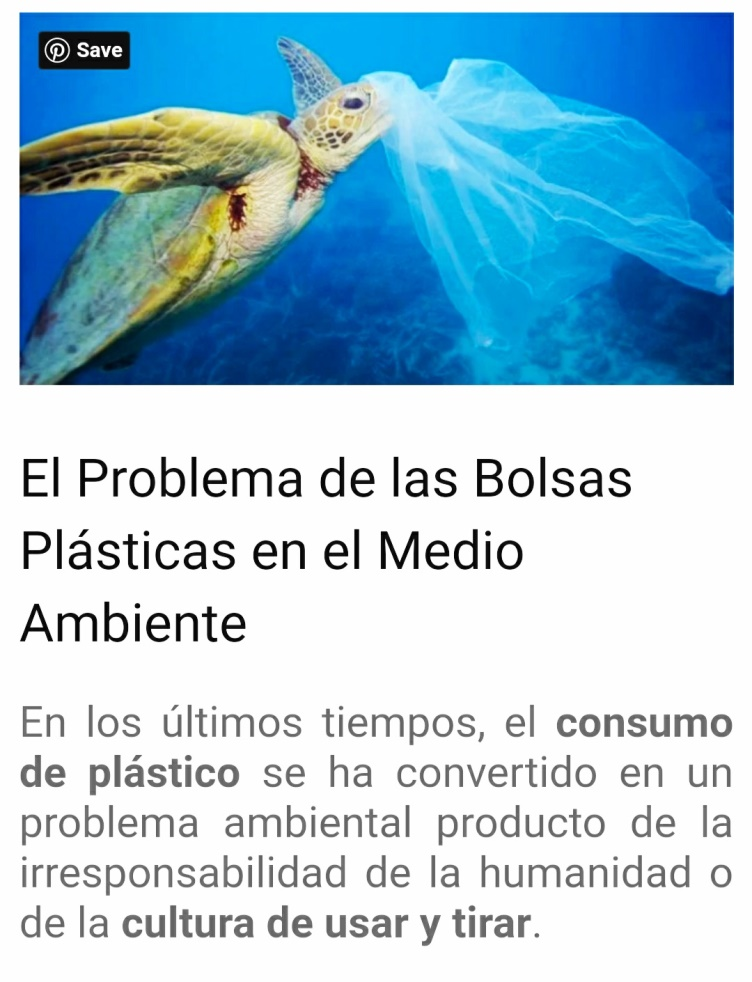 Save
El Problema de las Bolsas
Plásticas en el Medio
Ambiente
En los últimos tiempos, el consumo
de plástico se ha convertido en un
problema ambiental producto de la
irresponsabilidad de la humanidad o
de la cultura de usar y tirar.